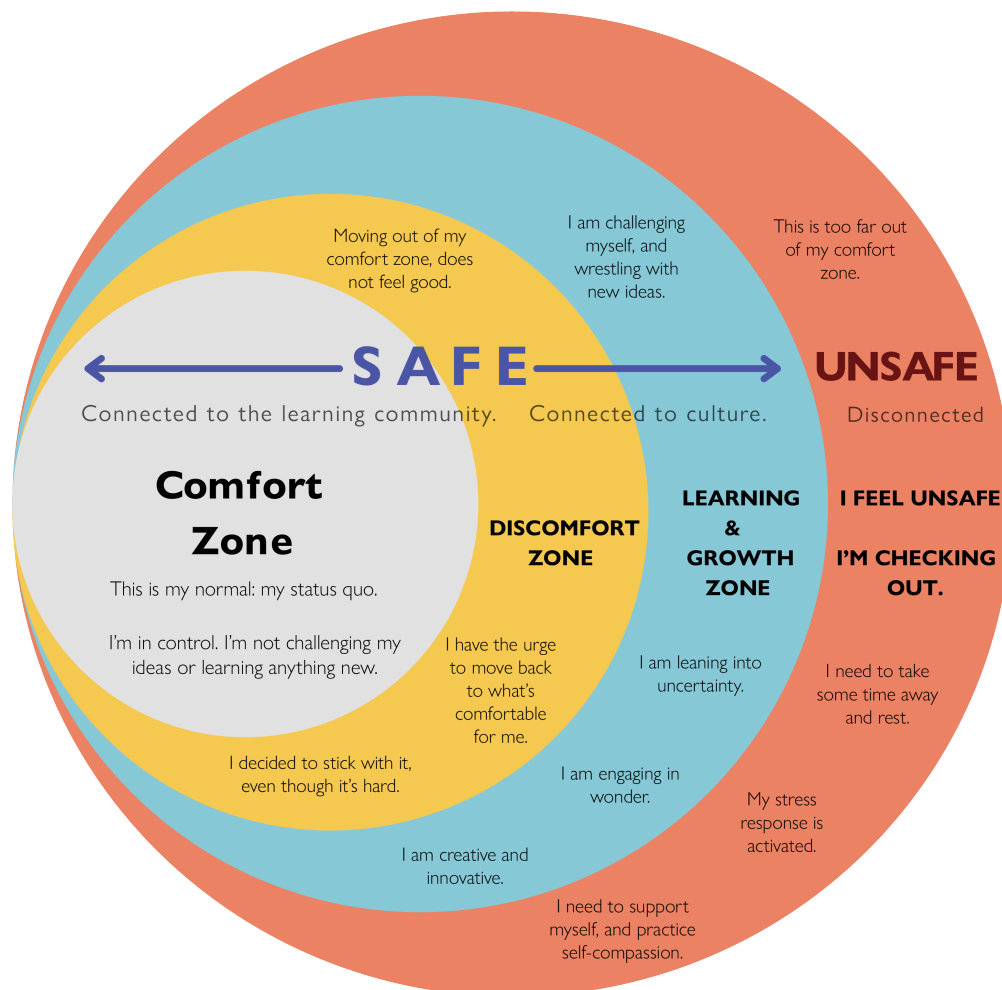 Moving out of my
comfort zone, does
not feel good.
I am challenging
myself, and
wrestling with
new ideas.
This is too far out
of my comfort
zone.
SAFE
UNSAFE
Connected to the learning community.
Connected to culture.
Disconnected
Comfort
Zone
This is my normal: my status quo.
I'm in control. I'm not challenging my
ideas or learning anything new.
DISCOMFORT
ZONE
LEARNING
&
GROWTH
ZONE
I FEEL UNSAFE
I'M CHECKING
OUT.
I have the urge
to move back
to what's
comfortable
for me.
I am leaning into
uncertainty.
I need to take
some time away
and rest.
I decided to stick with it,
even though it's hard.
I am engaging in
wonder.
My stress
response is
activated.
I am creative and
innovative.
I need to support
myself, and practice
self-compassion.